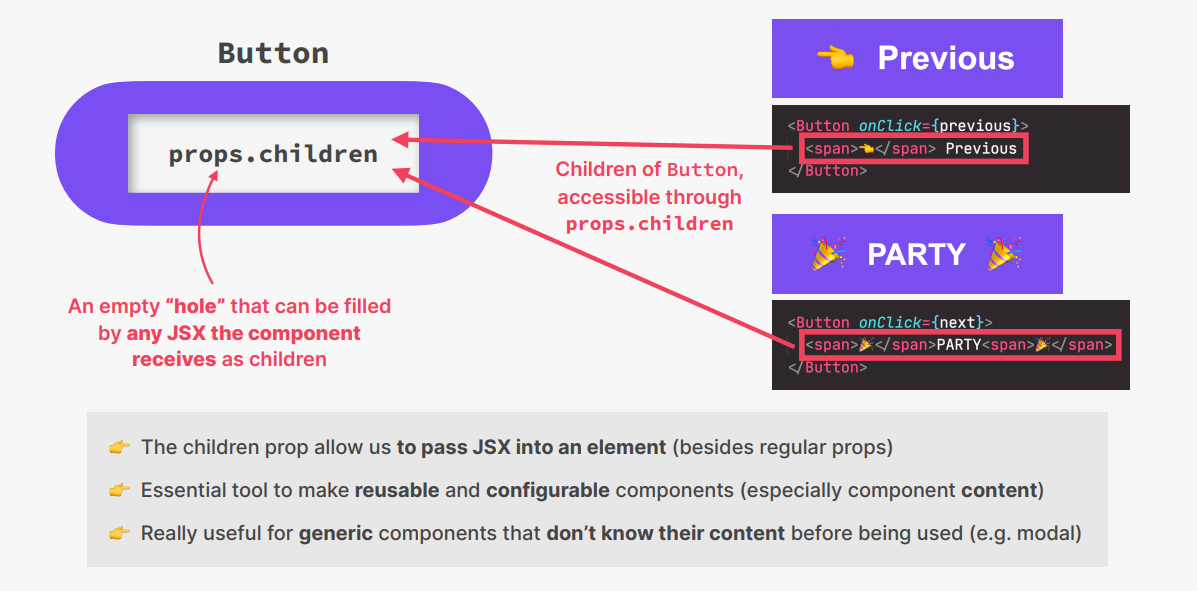 Button
props.children
An empty “hole” that can be filled
by any JSX the component
receives as children
Children of Button,
accessible through
props.children
👈 Previous
<Button onClick={previous}>
<span>👈</span> Previous
</Button>
🎉 PARTY 🎉
<Button onClick={next}>
<span>🎉</span>PARTY<span>🎉</span>
</Button>
👉 The children prop allow us to pass JSX into an element (besides regular props)
👉 Essential tool to make reusable and configurable components (especially component content)
👉 Really useful for generic components that don’t know their content before being used (e.g. modal)